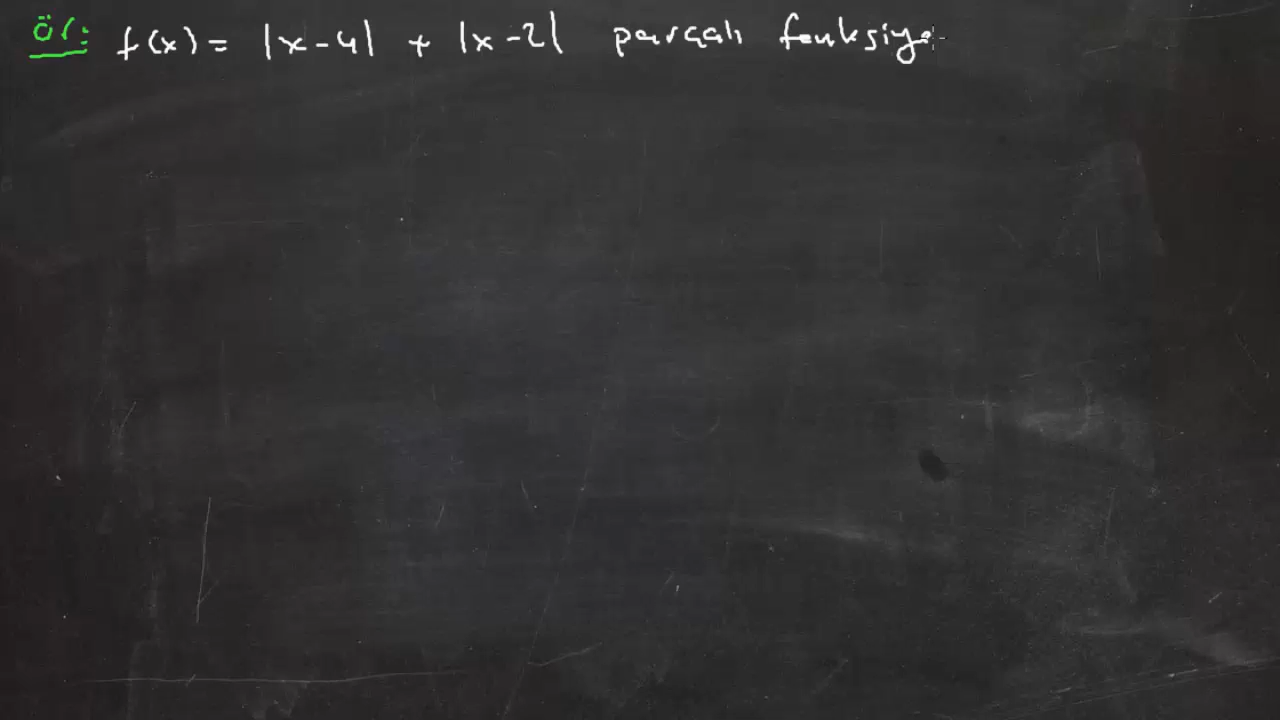 Ör: f(x) = |x-4| + |x-2| parçalı fonksiyo